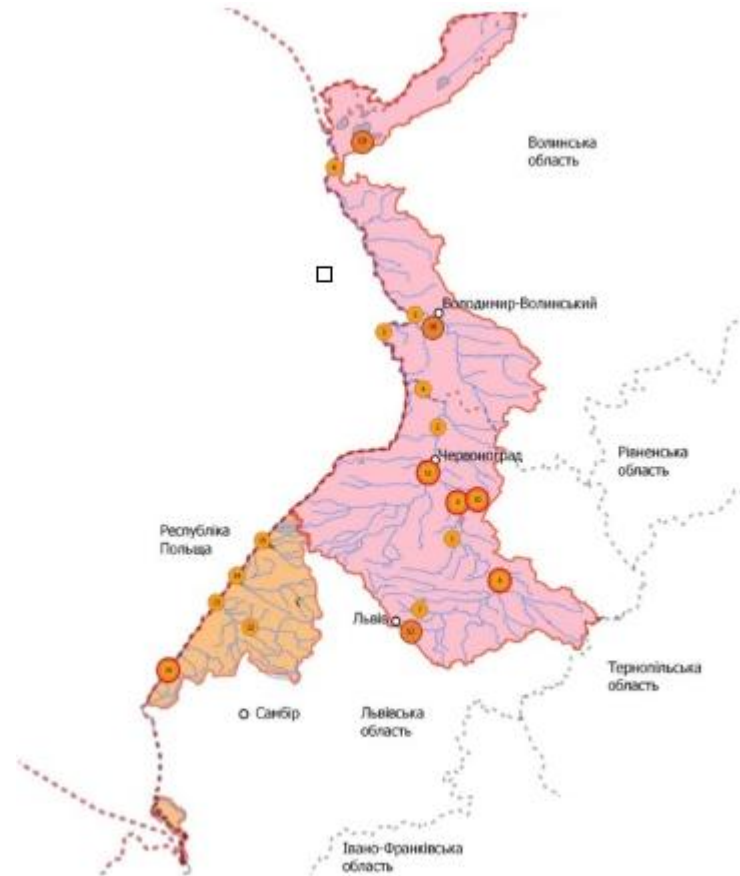 Волинська
область
Володимир-Волинський
Червоноград
Рівненська
область
Республіка
Польща
Львів
Тернопільська
область
Самбір
Львівська
область
Івано-Франківська
область